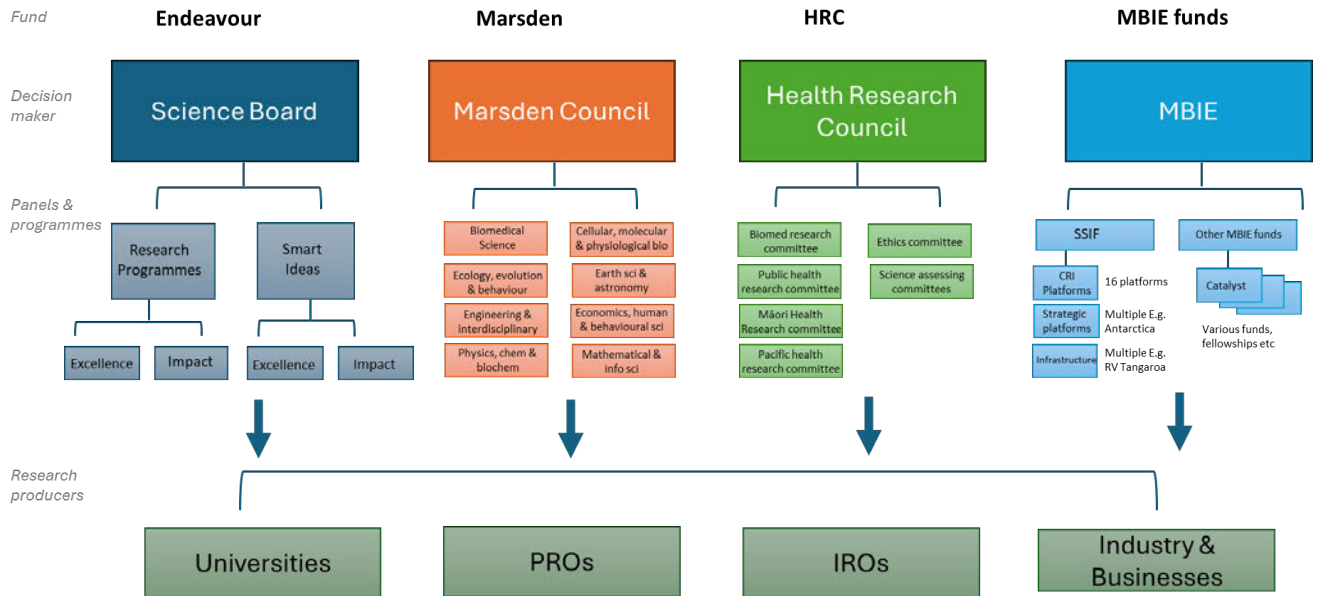 Fund
Endeavour
Marsden
HRC
MBIE funds
Decision
maker
Science Board
Marsden Council
Health Research
Council
MBIE
Panels &
programmes
Research
Programmes
Smart
Ideas
Excellence
Impact
Excellence
Impact
Biomedical
Science
Cellular, molecular
& physiological bio
Ecology, evolution
& behaviour
Earth sci &
astronomy
Engineering &
interdisciplinary
Economics, human
& behavioural sci
Physics, chem &
biochem
Mathematical &
info sci
Biomed research
committee
Ethics committee
Public health
research committee
Science assessing
committees
Māori Health
Research committee
Pacific health
research committee
SSIF
Other MBIE funds
CRI
Platforms
16 platforms
Strategic
platforms
Multiple E.g.
Antarctica
Infrastructure
Multiple E.g.
RV Tangaroa
Catalyst
Various funds,
fellowships etc
Research
producers
Universities
PROs
IROs
Industry &
Businesses